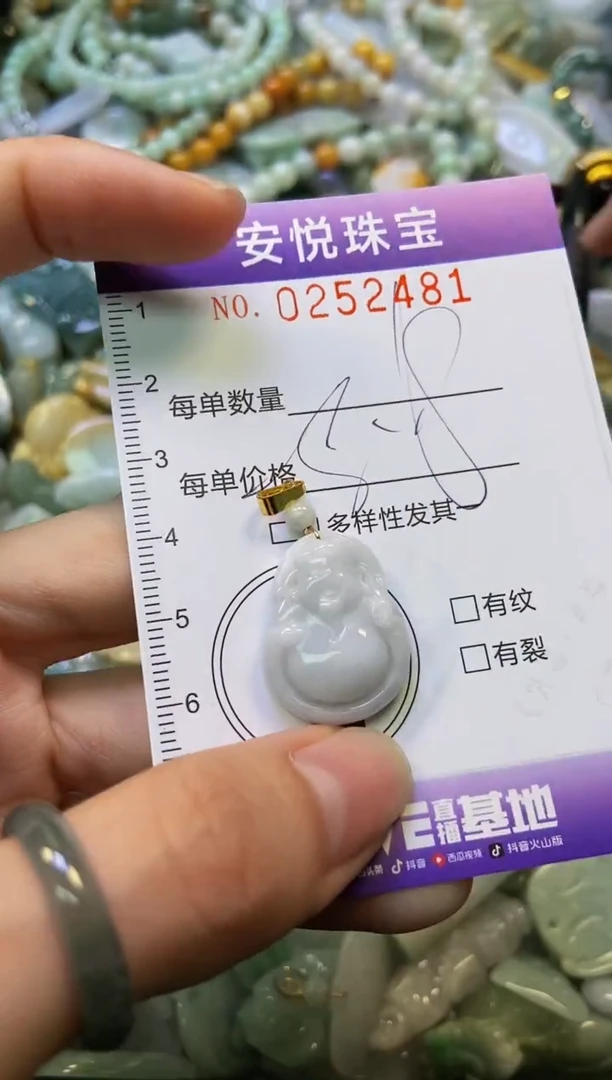 安悦珠宝
NO. 0252481
1
2
每单数量
3
每单价格
4
多样性发其
5
□有纹
□有裂
6
直播基地
头条 抖音 西瓜视频 抖音火山版